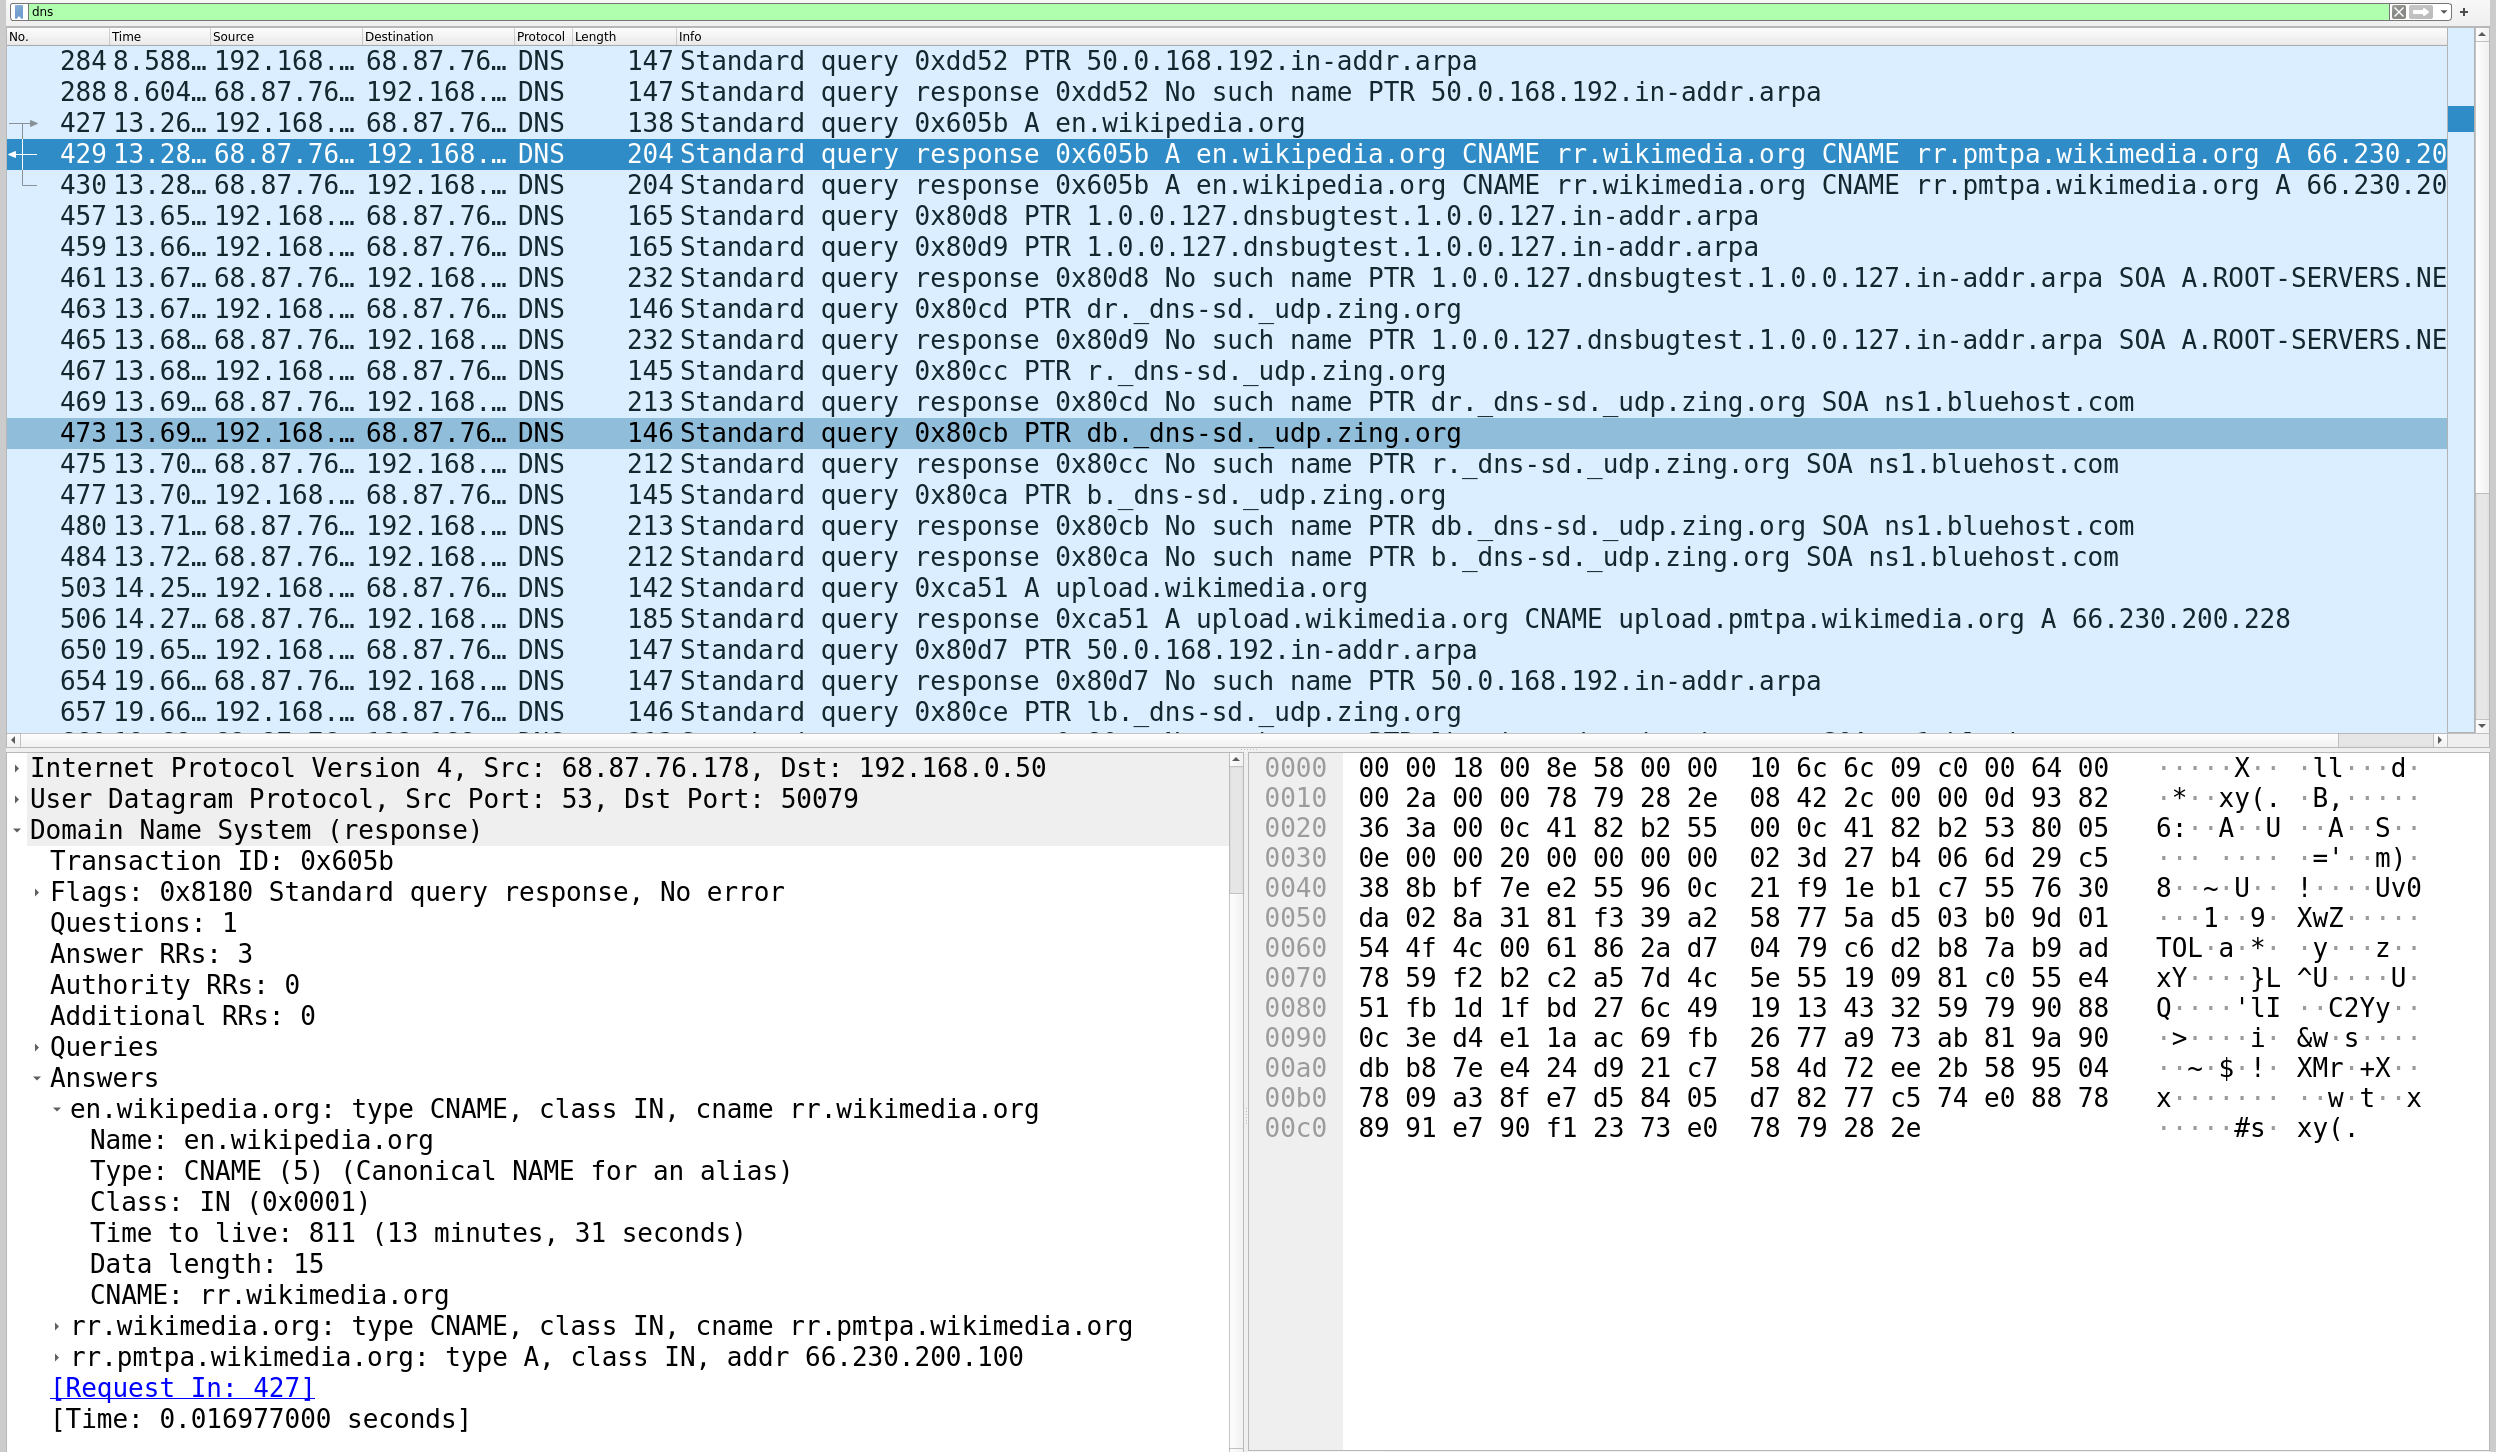 dns
No. Time Source Destination Protocol Length Info
284 8.588… 192.168.… 68.87.76… DNS 147 Standard query 0xdd52 PTR 50.0.168.192.in-addr.arpa
288 8.604… 68.87.76… 192.168.… DNS 147 Standard query response 0xdd52 No such name PTR 50.0.168.192.in-addr.arpa
427 13.26… 192.168.… 68.87.76… DNS 138 Standard query 0x605b A en.wikipedia.org
429 13.28… 68.87.76… 192.168.… DNS 204 Standard query response 0x605b A en.wikipedia.org CNAME rr.wikimedia.org CNAME rr.pmtpa.wikimedia.org A 66.230.20
430 13.28… 68.87.76… 192.168.… DNS 204 Standard query response 0x605b A en.wikipedia.org CNAME rr.wikimedia.org CNAME rr.pmtpa.wikimedia.org A 66.230.20
457 13.65… 192.168.… 68.87.76… DNS 165 Standard query 0x80d8 PTR 1.0.0.127.dnsbugtest.1.0.0.127.in-addr.arpa
459 13.66… 192.168.… 68.87.76… DNS 165 Standard query 0x80d9 PTR 1.0.0.127.dnsbugtest.1.0.0.127.in-addr.arpa
461 13.67… 68.87.76… 192.168.… DNS 232 Standard query response 0x80d8 No such name PTR 1.0.0.127.dnsbugtest.1.0.0.127.in-addr.arpa SOA A.ROOT-SERVERS.NE
463 13.67… 192.168.… 68.87.76… DNS 146 Standard query 0x80cd PTR dr._dns-sd._udp.zing.org
465 13.68… 68.87.76… 192.168.… DNS 232 Standard query response 0x80d9 No such name PTR 1.0.0.127.dnsbugtest.1.0.0.127.in-addr.arpa SOA A.ROOT-SERVERS.NE
467 13.68… 192.168.… 68.87.76… DNS 145 Standard query 0x80cc PTR r._dns-sd._udp.zing.org
469 13.69… 68.87.76… 192.168.… DNS 213 Standard query response 0x80cd No such name PTR dr._dns-sd._udp.zing.org SOA ns1.bluehost.com
473 13.69… 192.168.… 68.87.76… DNS 146 Standard query 0x80cb PTR db._dns-sd._udp.zing.org
475 13.70… 68.87.76… 192.168.… DNS 212 Standard query response 0x80cc No such name PTR r._dns-sd._udp.zing.org SOA ns1.bluehost.com
477 13.70… 192.168.… 68.87.76… DNS 145 Standard query 0x80ca PTR b._dns-sd._udp.zing.org
480 13.71… 68.87.76… 192.168.… DNS 213 Standard query response 0x80cb No such name PTR db._dns-sd._udp.zing.org SOA ns1.bluehost.com
484 13.72… 68.87.76… 192.168.… DNS 212 Standard query response 0x80ca No such name PTR b._dns-sd._udp.zing.org SOA ns1.bluehost.com
503 14.25… 192.168.… 68.87.76… DNS 142 Standard query 0xca51 A upload.wikimedia.org
506 14.27… 68.87.76… 192.168.… DNS 185 Standard query response 0xca51 A upload.wikimedia.org CNAME upload.pmtpa.wikimedia.org A 66.230.200.228
650 19.65… 192.168.… 68.87.76… DNS 147 Standard query 0x80d7 PTR 50.0.168.192.in-addr.arpa
654 19.66… 68.87.76… 192.168.… DNS 147 Standard query response 0x80d7 No such name PTR 50.0.168.192.in-addr.arpa
657 19.66… 192.168.… 68.87.76… DNS 146 Standard query 0x80ce PTR lb._dns-sd._udp.zing.org
Internet Protocol Version 4, Src: 68.87.76.178, Dst: 192.168.0.50
User Datagram Protocol, Src Port: 53, Dst Port: 50079
Domain Name System (response)
Transaction ID: 0x605b
Flags: 0x8180 Standard query response, No error
Questions: 1
Answer RRs: 3
Authority RRs: 0
Additional RRs: 0
Queries
Answers
en.wikipedia.org: type CNAME, class IN, cname rr.wikimedia.org
Name: en.wikipedia.org
Type: CNAME (5) (Canonical NAME for an alias)
Class: IN (0x0001)
Time to live: 811 (13 minutes, 31 seconds)
Data length: 15
CNAME: rr.wikimedia.org
rr.wikimedia.org: type CNAME, class IN, cname rr.pmtpa.wikimedia.org
rr.pmtpa.wikimedia.org: type A, class IN, addr 66.230.200.100
[Request In: 427]
[Time: 0.016977000 seconds]
0000 00 00 18 00 8e 58 00 00 10 6c 6c 09 c0 00 64 00 ·····X·· ·ll···d·
0010 00 2a 00 00 78 79 28 2e 08 42 2c 00 00 0d 93 82 ·*··xy(. ·B,·····
0020 36 3a 00 0c 41 82 b2 55 00 0c 41 82 b2 53 80 05 6:··A··U ··A··S··
0030 0e 00 00 20 00 00 00 00 02 3d 27 b4 06 6d 29 c5 ··· ···· ·='··m)·
0040 38 8b bf 7e e2 55 96 0c 21 f9 1e b1 c7 55 76 30 8··~·U·· !····Uv0
0050 da 02 8a 31 81 f3 39 a2 58 77 5a d5 03 b0 9d 01 ···1··9· XwZ·····
0060 54 4f 4c 00 61 86 2a d7 04 79 c6 d2 b8 7a b9 ad TOL·a·*· ·y···z··
0070 78 59 f2 b2 c2 a5 7d 4c 5e 55 19 09 81 c0 55 e4 xY····}L ^U····U·
0080 51 fb 1d 1f bd 27 6c 49 19 13 43 32 59 79 90 88 Q····'lI ··C2Yy··
0090 0c 3e d4 e1 1a ac 69 fb 26 77 a9 73 ab 81 9a 90 ·>····i· &w·s····
00a0 db b8 7e e4 24 d9 21 c7 58 4d 72 ee 2b 58 95 04 ··~·$·!· XMr·+X··
00b0 78 09 a3 8f e7 d5 84 05 d7 82 77 c5 74 e0 88 78 x······· ··w·t··x
00c0 89 91 e7 90 f1 23 73 e0 78 79 28 2e ·····#s· xy(.